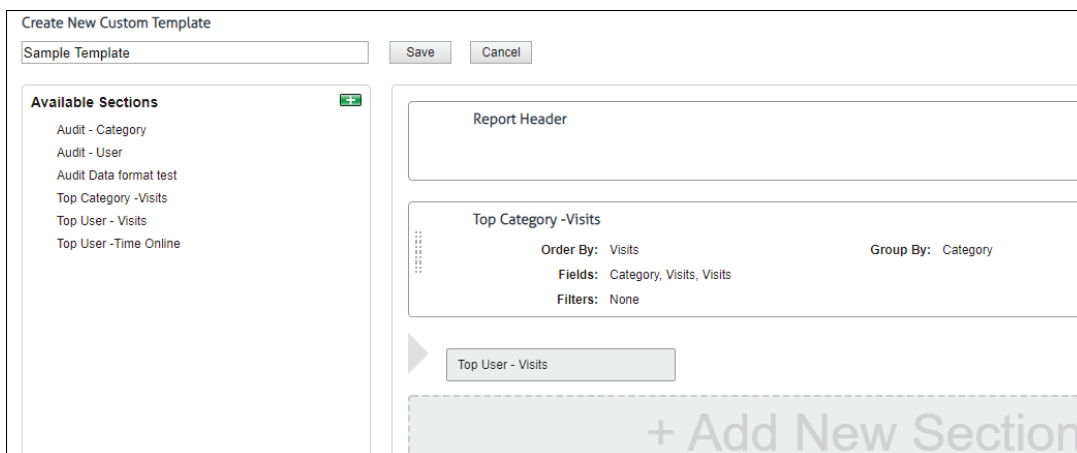 Create New Custom Template
Sample Template
Save
Cancel
Available Sections
Audit - Category
Audit - User
Audit Data format test
Top Category -Visits
Top User - Visits
Top User -Time Online
Report Header
Top Category -Visits
Order By: Visits Group By: Category
Fields: Category, Visits, Visits
Filters: None
Top User - Visits
+ Add New Section